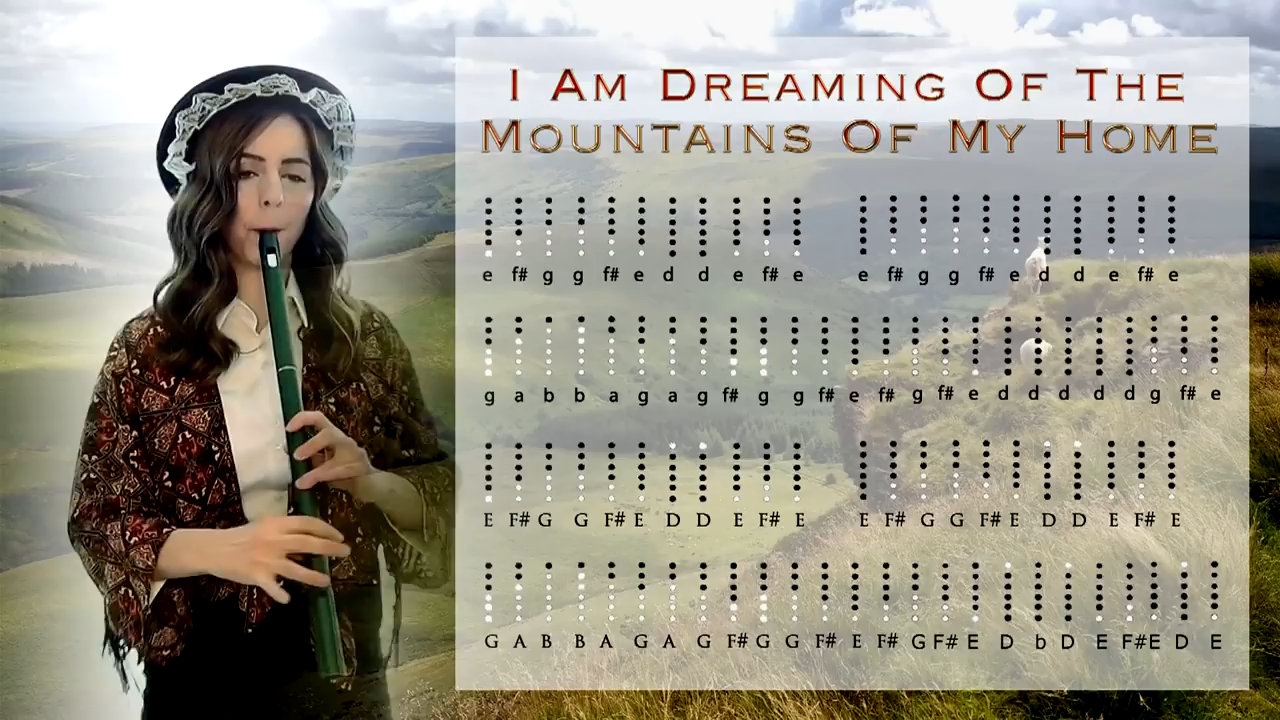 I AM DREAMING OF THE
MOUNTAINS OF MY HOME
e f# g g f# e d d e f# e e f# g g f# e d d e f# e
g a b b a g a g f# g g f# e f# g f# e d d d d d g f# e
E F# G G F# E D D E F# E E F# G G F# E D D E F# E
G A B B A G A G F# G G F# E F# G F# E D b D E F# E D E